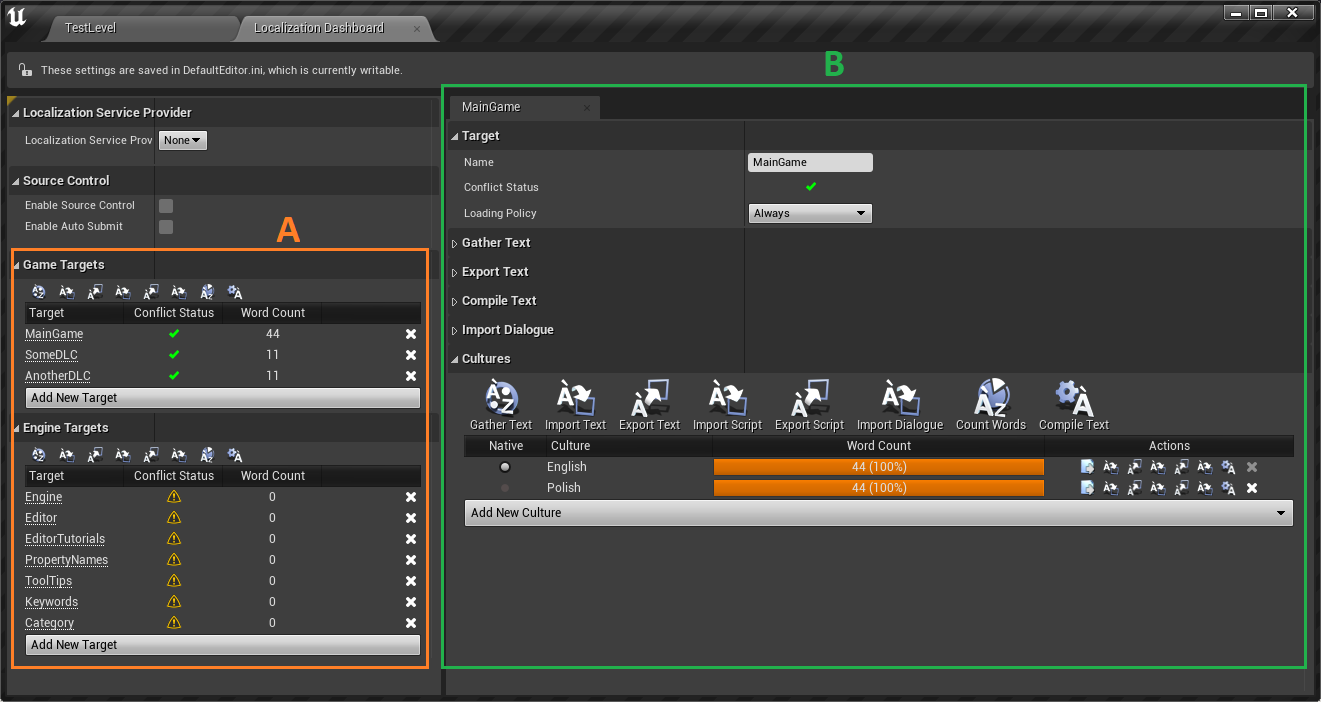 TestLevel
Localization Dashboard
These settings are saved in DefaultEditor.ini, which is currently writable.
B
Localization Service Provider
Localization Service Prov None
Source Control
Enable Source Control
Enable Auto Submit
A
Game Targets
Target Conflict Status Word Count
MainGame 44
SomeDLC 11
AnotherDLC 11
Add New Target
Engine Targets
Target Conflict Status Word Count
Engine 0
Editor 0
EditorTutorials 0
PropertyNames 0
ToolTips 0
Keywords 0
Category 0
Add New Target
MainGame
Target
Name MainGame
Conflict Status
Loading Policy Always
Gather Text
Export Text
Compile Text
Import Dialogue
Cultures
Gather Text Import Text Export Text Import Script Export Script Import Dialogue Count Words Compile Text
Native Culture Word Count Actions
English 44 (100%)
Polish 44 (100%)
Add New Culture